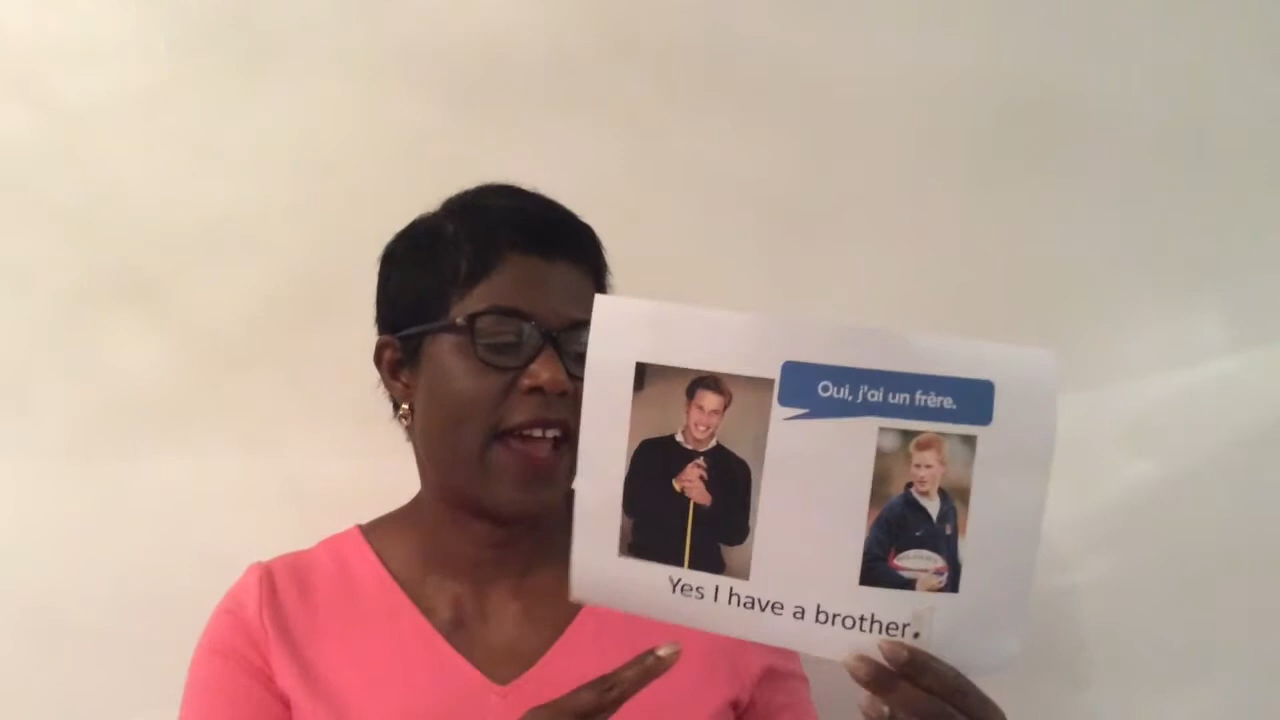 Oui, j'ai un frère.
Yes I have a brother.